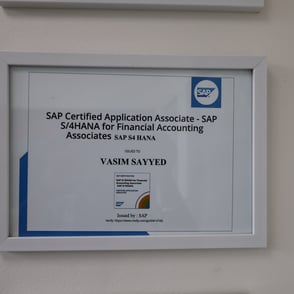 SAP
SAP Certified Application Associate - SAP
S/4HANA for Financial Accounting
Associates SAP S4 HANA
ISSUED TO
VASIM SAYYED
Issued by : SAP